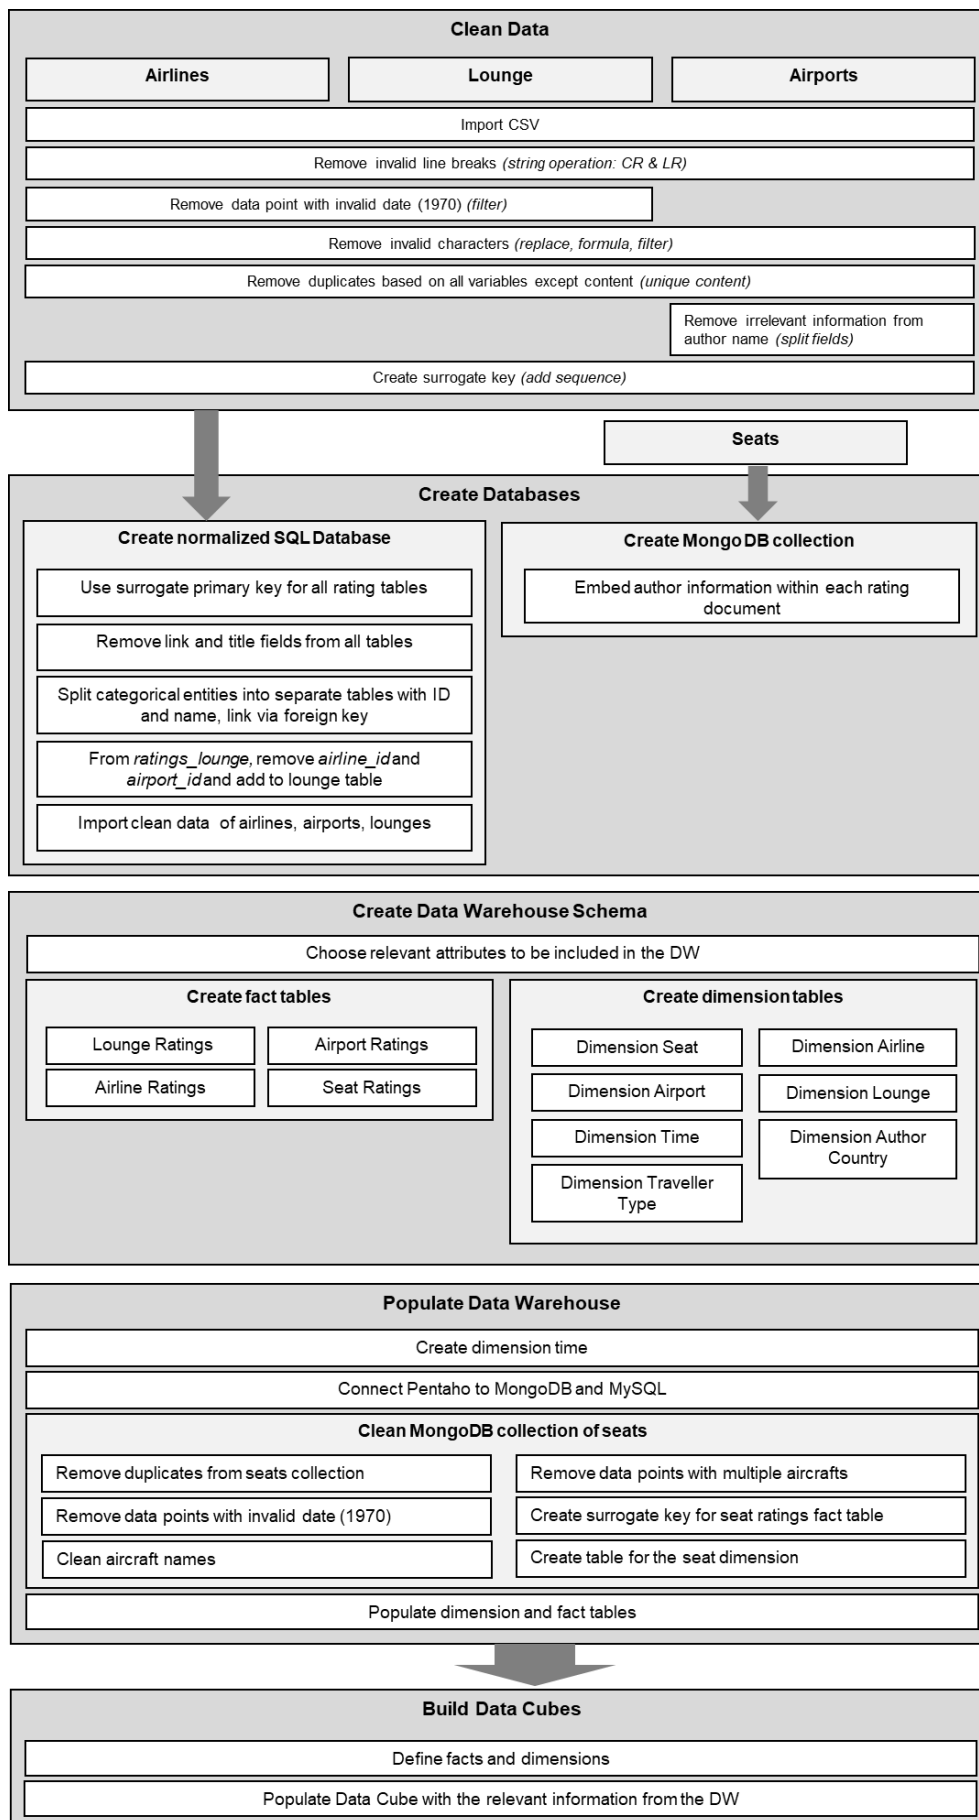 Clean Data
Airlines
Lounge
Airports
Import CSV
Remove invalid line breaks (string operation: CR & LR)
Remove data point with invalid date (1970) (filter)
Remove invalid characters (replace, formula, filter)
Remove duplicates based on all variables except content (unique content)
Remove irrelevant information from
author name (split fields)
Create surrogate key (add sequence)
Seats
Create Databases
Create normalized SQL Database
Use surrogate primary key for all rating tables
Remove link and title fields from all tables
Split categorical entities into separate tables with ID
and name, link via foreign key
From ratings_lounge, remove airline_id and
airport_id and add to lounge table
Import clean data of airlines, airports, lounges
Create MongoDB collection
Embed author information within each rating
document
Create Data Warehouse Schema
Choose relevant attributes to be included in the DW
Create fact tables
Lounge Ratings
Airport Ratings
Airline Ratings
Seat Ratings
Create dimension tables
Dimension Seat
Dimension Airline
Dimension Airport
Dimension Lounge
Dimension Time
Dimension Author
Country
Dimension Traveller
Type
Populate Data Warehouse
Create dimension time
Connect Pentaho to MongoDB and MySQL
Clean MongoDB collection of seats
Remove duplicates from seats collection
Remove data points with multiple aircrafts
Remove data points with invalid date (1970)
Create surrogate key for seat ratings fact table
Clean aircraft names
Create table for the seat dimension
Populate dimension and fact tables
Build Data Cubes
Define facts and dimensions
Populate Data Cube with the relevant information from the DW